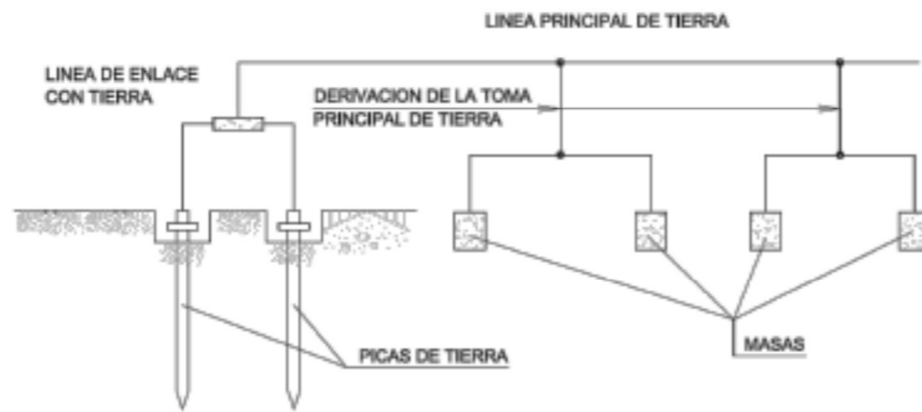 LINEA PRINCIPAL DE TIERRA
LINEA DE ENLACE
CON TIERRA
DERIVACION DE LA TOMA
PRINCIPAL DE TIERRA
PICAS DE TIERRA
MASAS